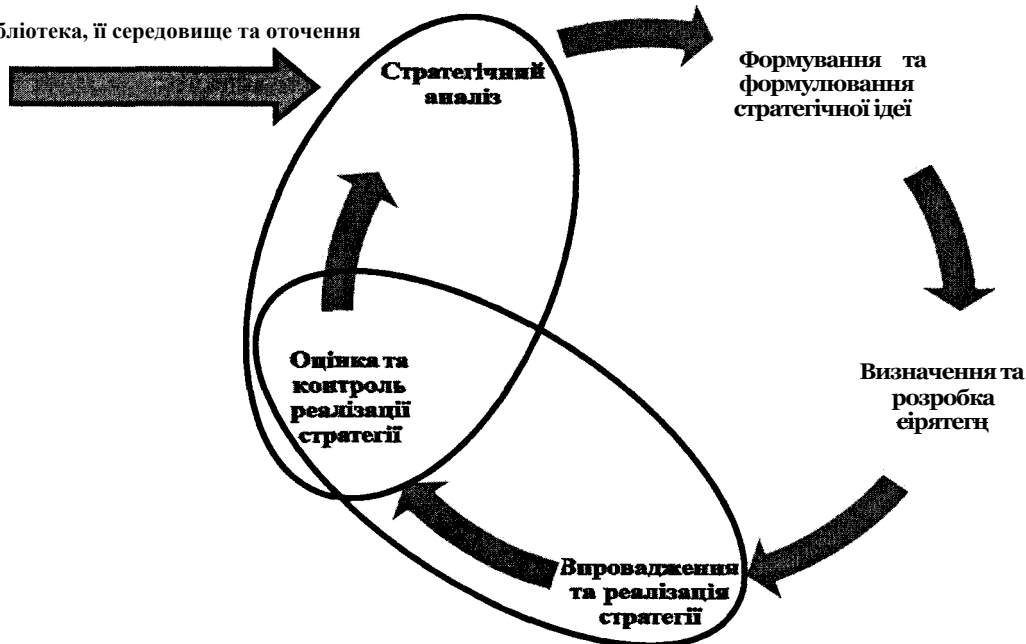 бліотека, її середовище та оточення
Стратегічний
аналіз
Формування та
формулювання
стратегічної ідеї
Визначення та
розробка
єірятегң
Впровадження
та реалізація
стратегії
Оцінка та
контроль
реалізації
стратегії